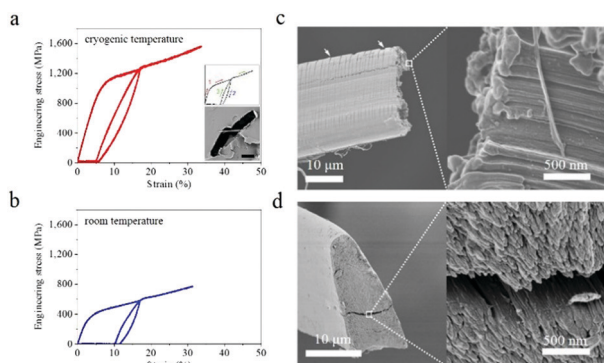 a
cryogenic temperature
1,600
1,200
800
400
0
Engineering stress (MPa)
0 10 20 30 40 50
Strain (%)
b
room temperature
1,600
1,200
800
400
0
Engineering stress (MPa)
0 10 20 30 40 50
Strain (%)
c
10 μm
500 nm
d
10 μm
500 nm